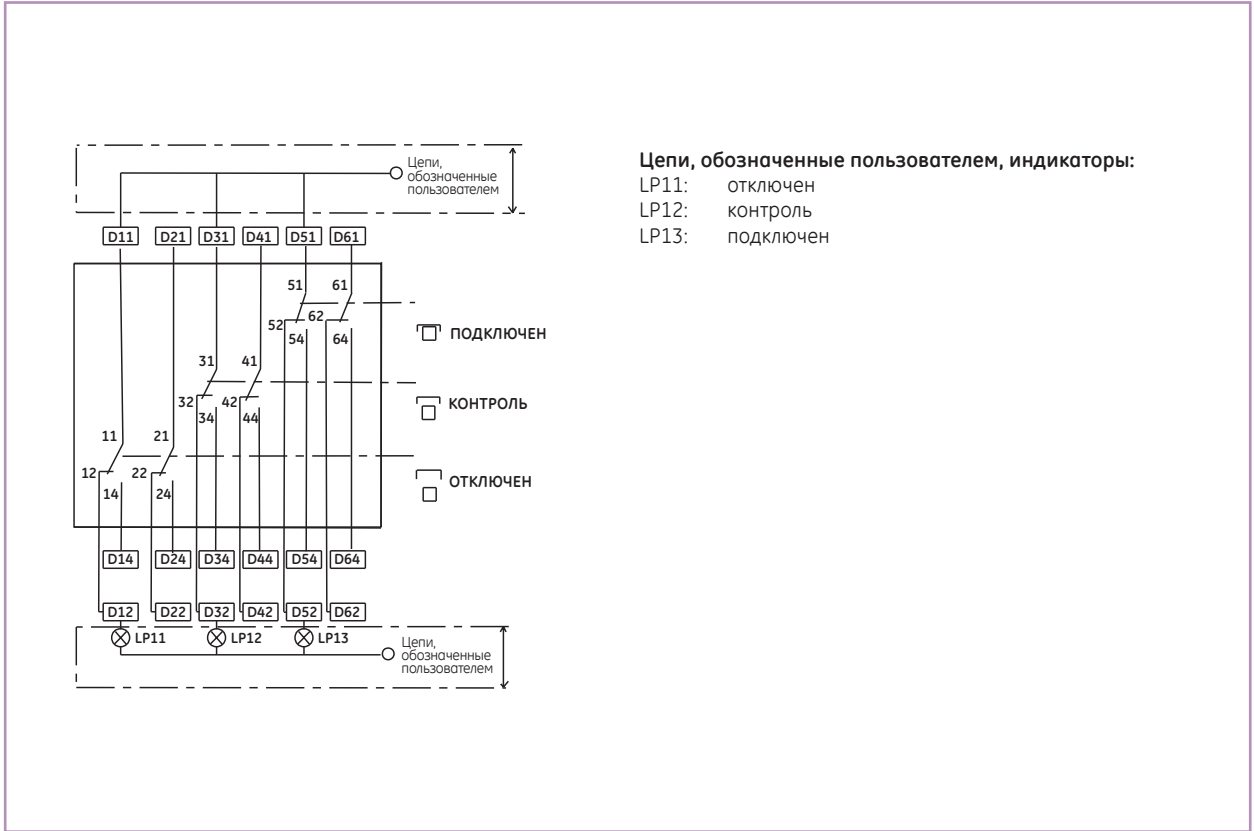 Цепи,
обозначенные
пользователем
D11 D21 D31 D41 D51 D61
51 61
52 62
54 64
ПОДКЛЮЧЕН
31 41
32 42
34 44
КОНТРОЛЬ
11 21
12 22
14 24
ОТКЛЮЧЕН
D14 D24 D34 D44 D54 D64
D12 D22 D32 D42 D52 D62
LP11 LP12 LP13
Цепи,
обозначенные
пользователем
Цепи, обозначенные пользователем, индикаторы:
LP11: отключен
LP12: контроль
LP13: подключен